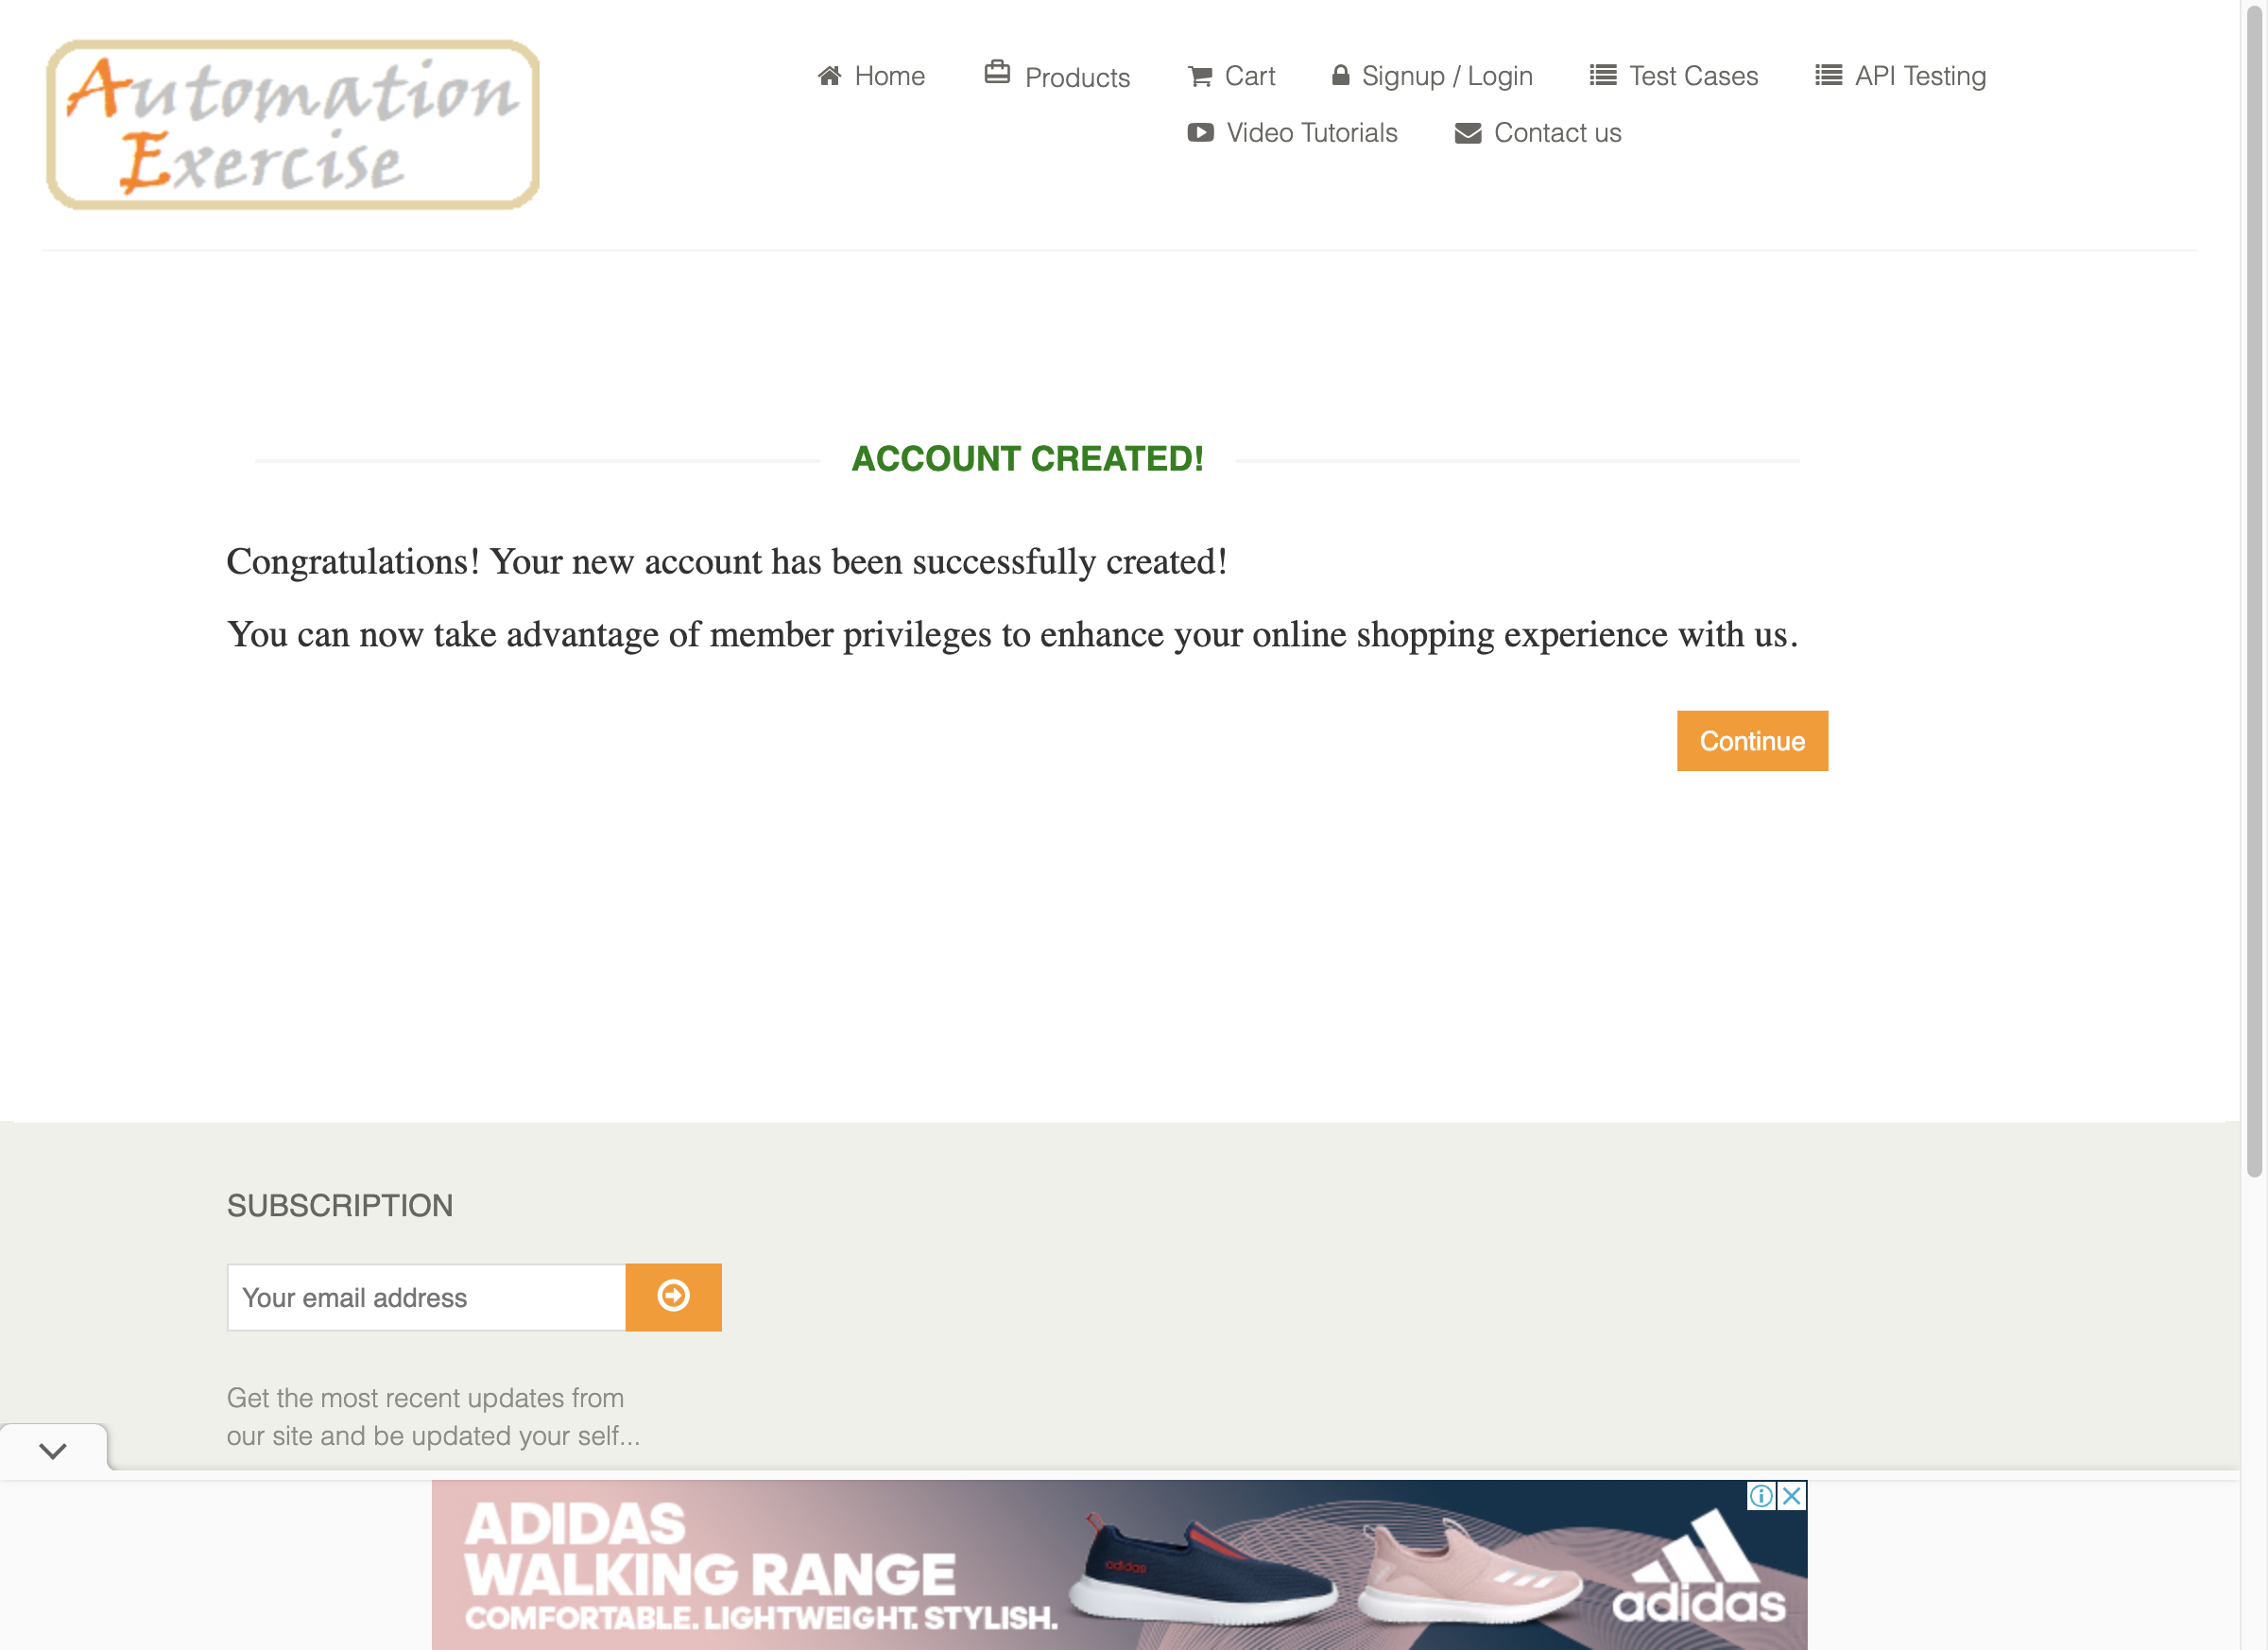 Automation
Exercise
Home
Products
Cart
Signup / Login
Test Cases
API Testing
Video Tutorials
Contact us
ACCOUNT CREATED!
Congratulations! Your new account has been successfully created!
You can now take advantage of member privileges to enhance your online shopping experience with us.
Continue
SUBSCRIPTION
Your email address
Get the most recent updates from
our site and be updated your self...
ADIDAS
WALKING RANGE
COMFORTABLE. LIGHTWEIGHT. STYLISH.
adidas
adidas